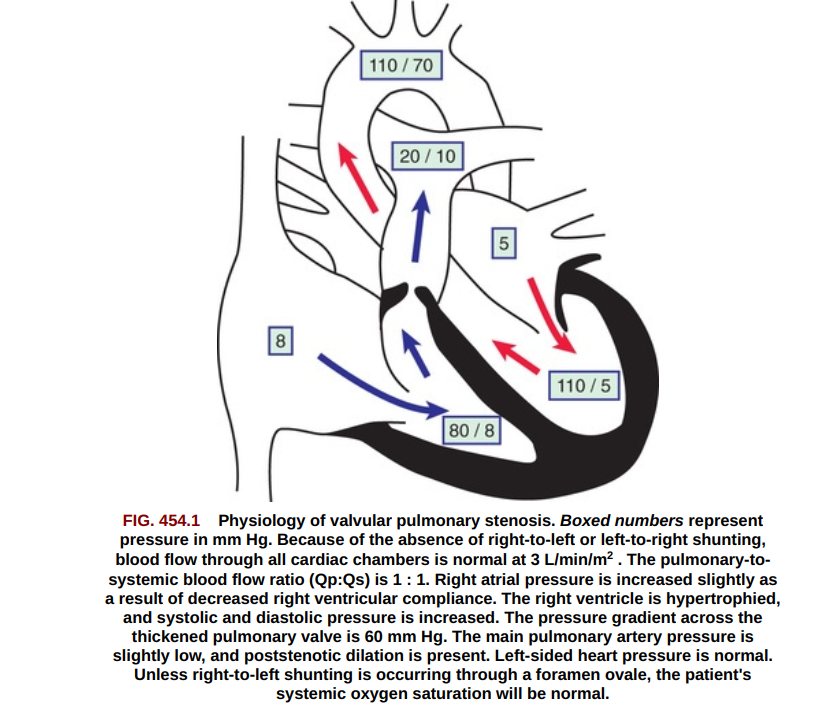 110 / 70
20 / 10
5
8
110 / 5
80 / 8
FIG. 454.1 Physiology of valvular pulmonary stenosis. Boxed numbers represent
pressure in mm Hg. Because of the absence of right-to-left or left-to-right shunting,
blood flow through all cardiac chambers is normal at 3 L/min/m² . The pulmonary-to-
systemic blood flow ratio (Qp:Qs) is 1 : 1. Right atrial pressure is increased slightly as
a result of decreased right ventricular compliance. The right ventricle is hypertrophied,
and systolic and diastolic pressure is increased. The pressure gradient across the
thickened pulmonary valve is 60 mm Hg. The main pulmonary artery pressure is
slightly low, and poststenotic dilation is present. Left-sided heart pressure is normal.
Unless right-to-left shunting is occurring through a foramen ovale, the patient's
systemic oxygen saturation will be normal.